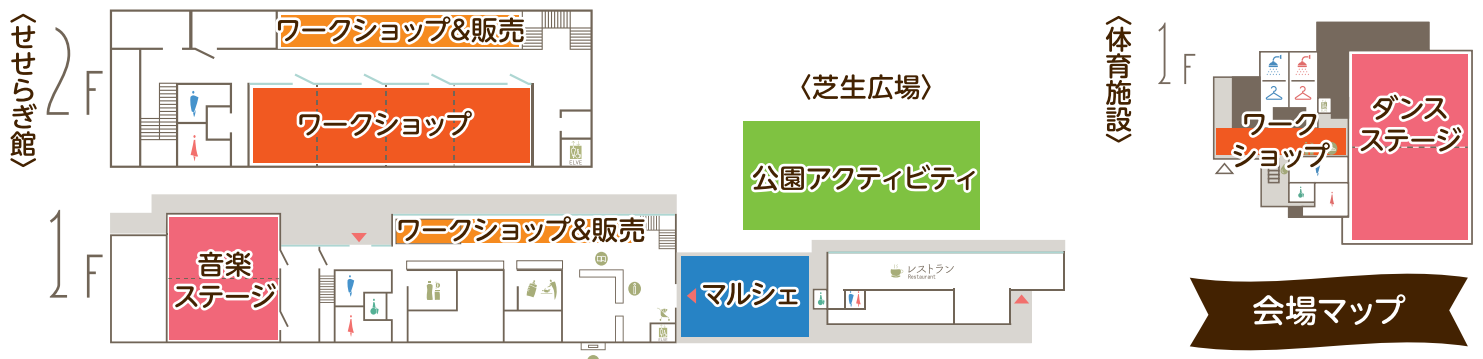 〈せせらぎ館〉
2F
ワークショップ&販売
ワークショップ
ELVE
1F
音楽
ステージ
ワークショップ&販売
マルシェ
レストラン
Restaurant
〈芝生広場〉
公園アクティビティ
〈体育施設〉
1F
ワーク
ショップ
ダンス
ステージ
会場マップ